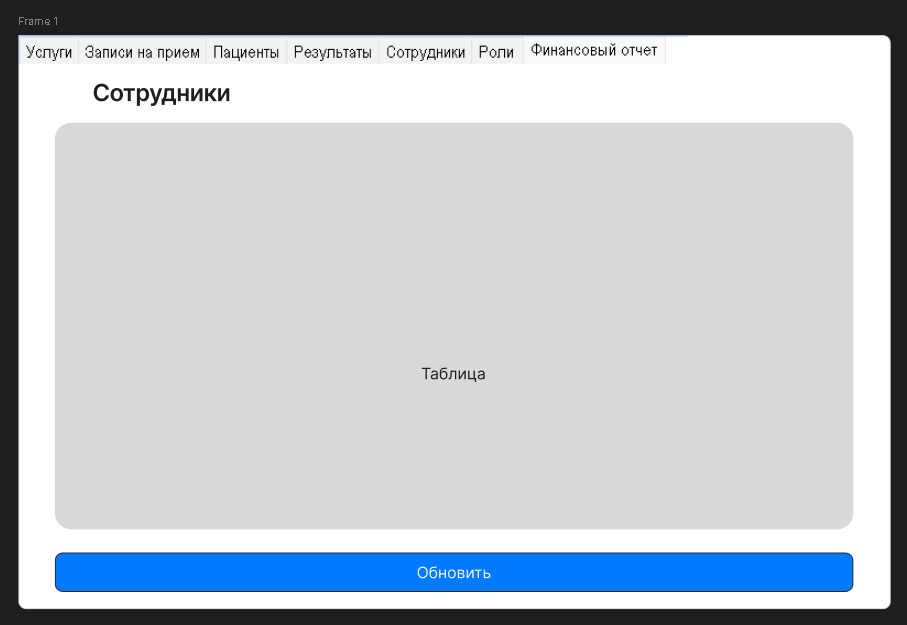 Frame 1
Услуги Записи на прием Пациенты Результаты Сотрудники Роли Финансовый отчет
Сотрудники
Таблица
Обновить